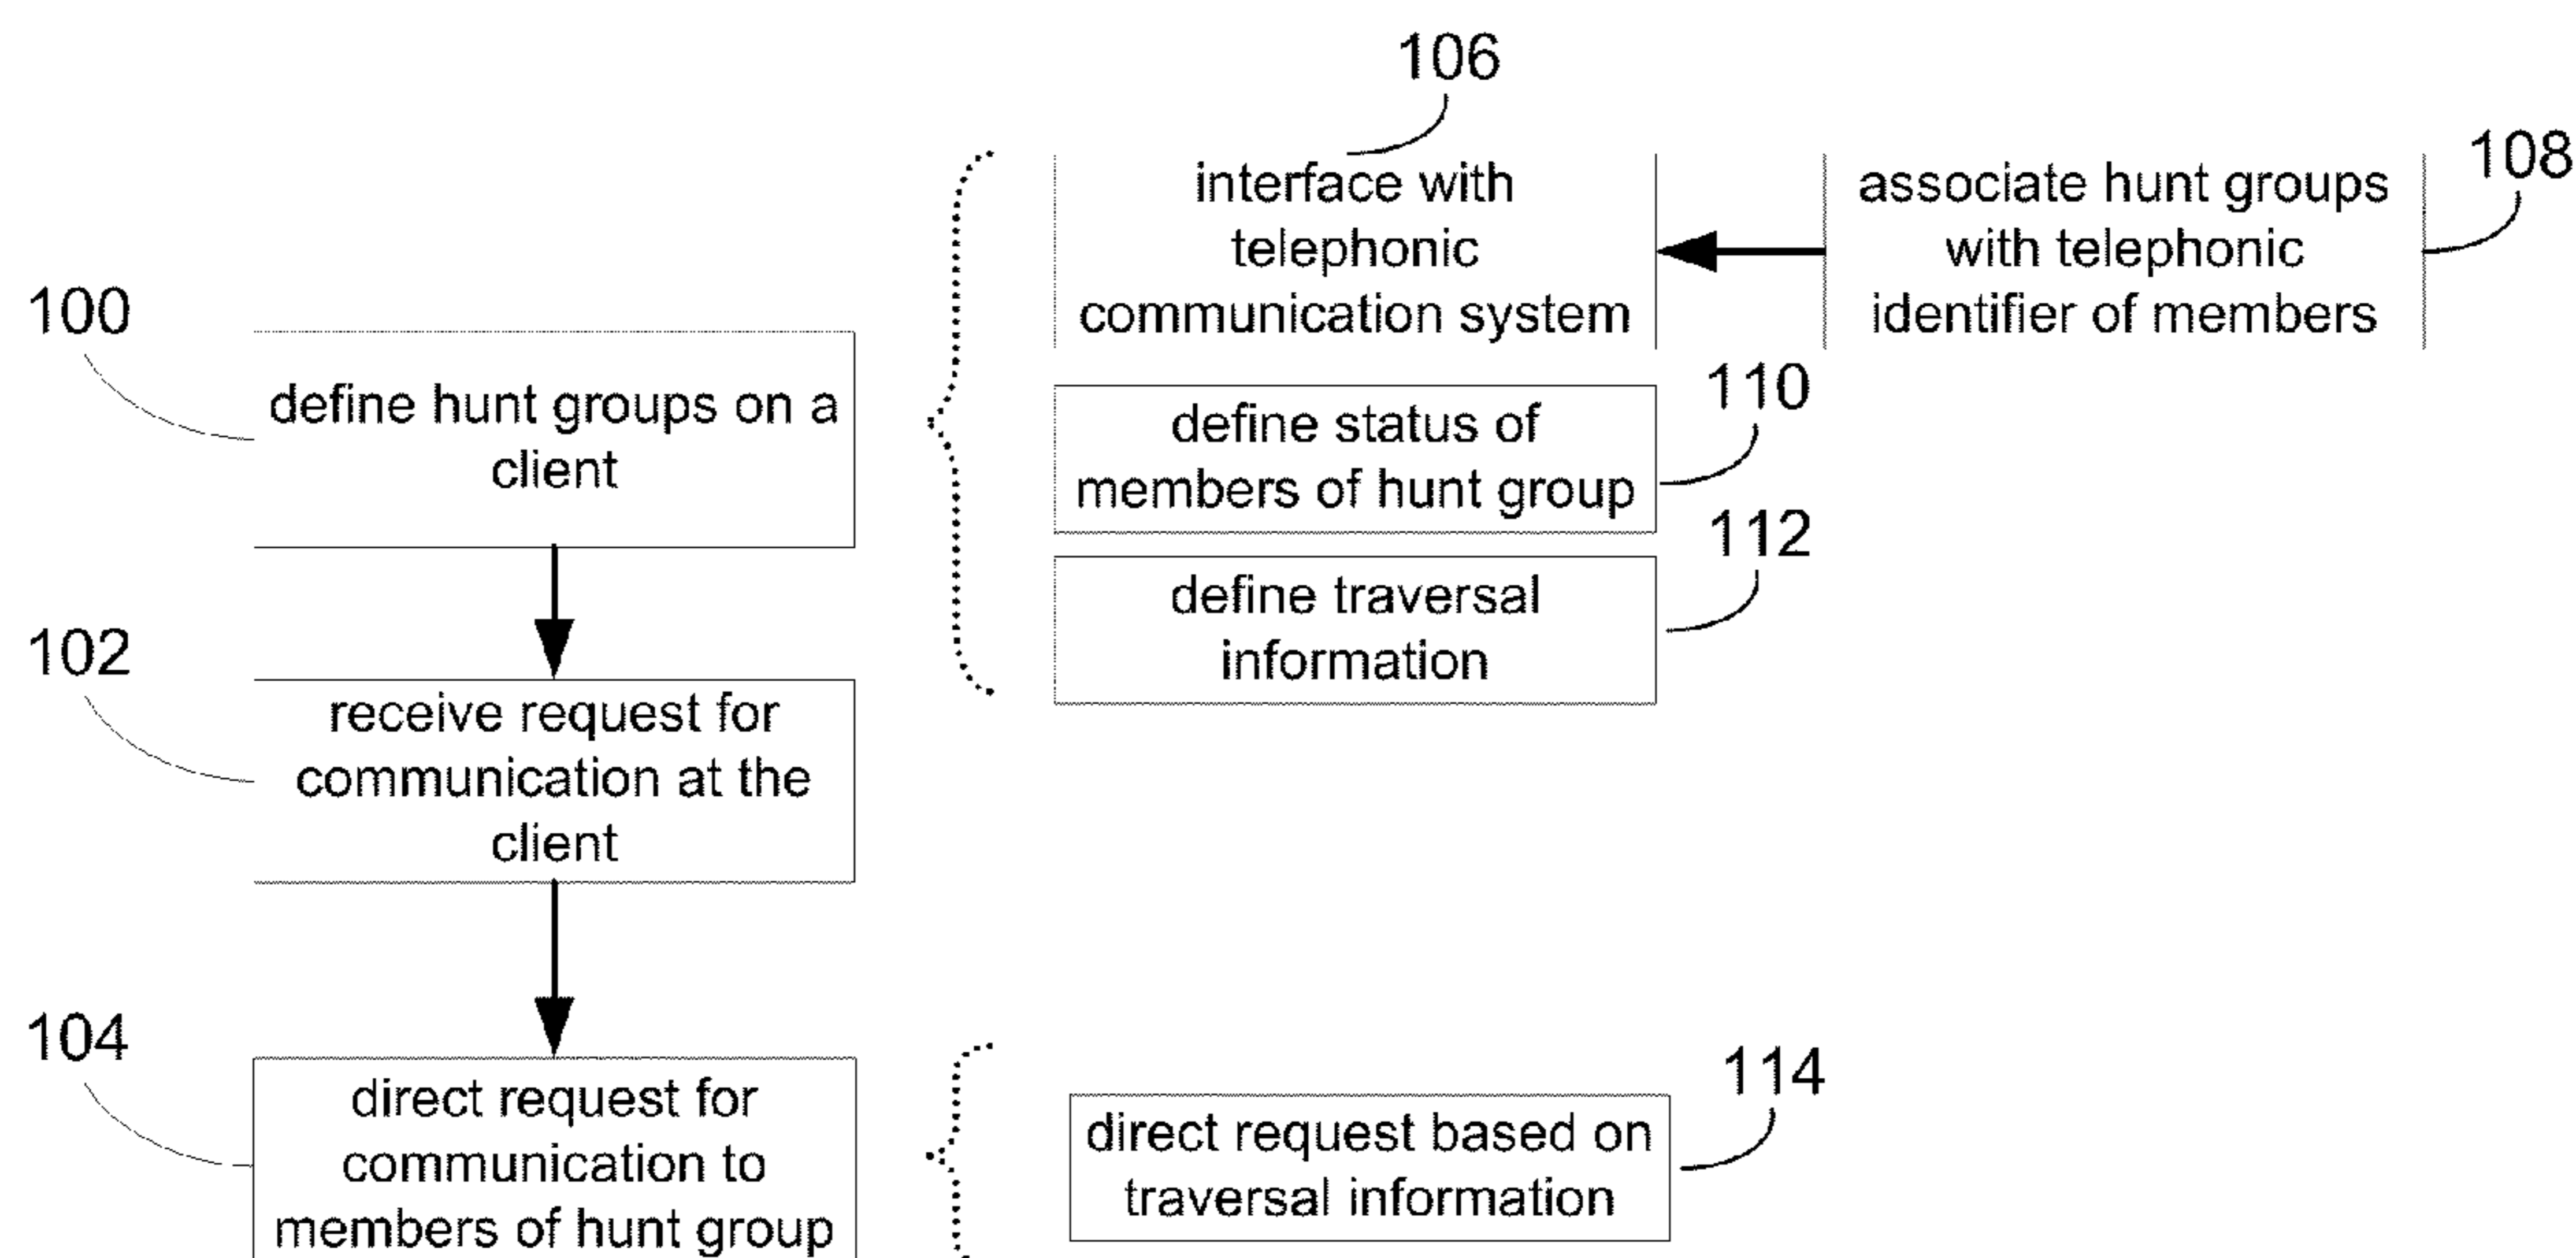 106
interface with
telephonic
communication system
108
associate hunt groups
with telephonic
identifier of members
100
define hunt groups on a
client
110
define status of
members of hunt group
112
define traversal
information
102
receive request for
communication at the
client
104
direct request for
communication to
members of hunt group
114
direct request based on
traversal information